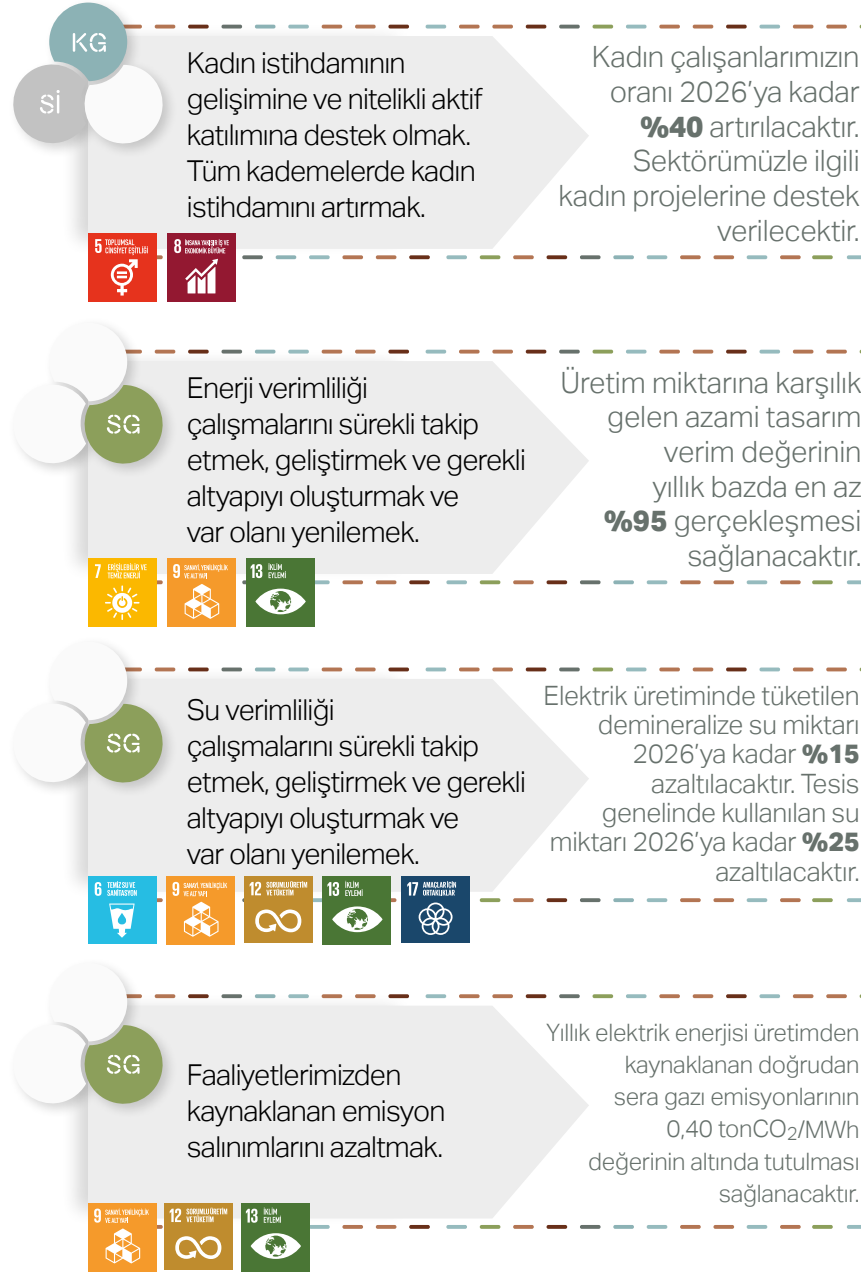 KG
Sİ
Kadın istihdamının
gelişimine ve nitelikli aktif
katılımına destek olmak.
Tüm kademelerde kadın
istihdamını artırmak.
Kadın çalışanlarımızın
oranı 2026'ya kadar
%40 artırılacaktır.
Sektörümüzle ilgili
kadın projelerine destek
verilecektir.
5 TOPLUMSAL
CİNSİYET EŞİTLİĞİ
8 İNSANA YAKIŞIR İŞ VE
EKONOMİK BÜYÜME
SG
Enerji verimliliği
çalışmalarını sürekli takip
etmek, geliştirmek ve gerekli
altyapıyı oluşturmak ve
var olanı yenilemek.
Üretim miktarına karşılık
gelen azami tasarım
verim değerinin
yıllık bazda en az
%95 gerçekleşmesi
sağlanacaktır.
7 ERİŞİLEBİLİR VE
TEMİZ ENERJİ
9 SANAYİ, YENİLİKÇİLİK
VE ALT YAPI
13 İKLİM
EYLEMİ
SG
Su verimliliği
çalışmalarını sürekli takip
etmek, geliştirmek ve gerekli
altyapıyı oluşturmak ve
var olanı yenilemek.
Elektrik üretiminde tüketilen
demineralize su miktarı
2026'ya kadar %15
azaltılacaktır. Tesis
genelinde kullanılan su
miktarı 2026'ya kadar %25
azaltılacaktır.
6 TEMİZ SU VE
SANİTASYON
9 SANAYİ, YENİLİKÇİLİK
VE ALT YAPI
12 SORUMLU ÜRETİM
VE TÜKETİM
13 İKLİM
EYLEMİ
17 AMAÇLAR İÇİN
ORTAKLIKLAR
SG
Faaliyetlerimizden
kaynaklanan emisyon
salınımlarını azaltmak.
Yıllık elektrik enerjisi üretimden
kaynaklanan doğrudan
sera gazı emisyonlarının
0,40 tonCO₂/MWh
değerinin altında tutulması
sağlanacaktır.
9 SANAYİ, YENİLİKÇİLİK
VE ALT YAPI
12 SORUMLU ÜRETİM
VE TÜKETİM
13 İKLİM
EYLEMİ